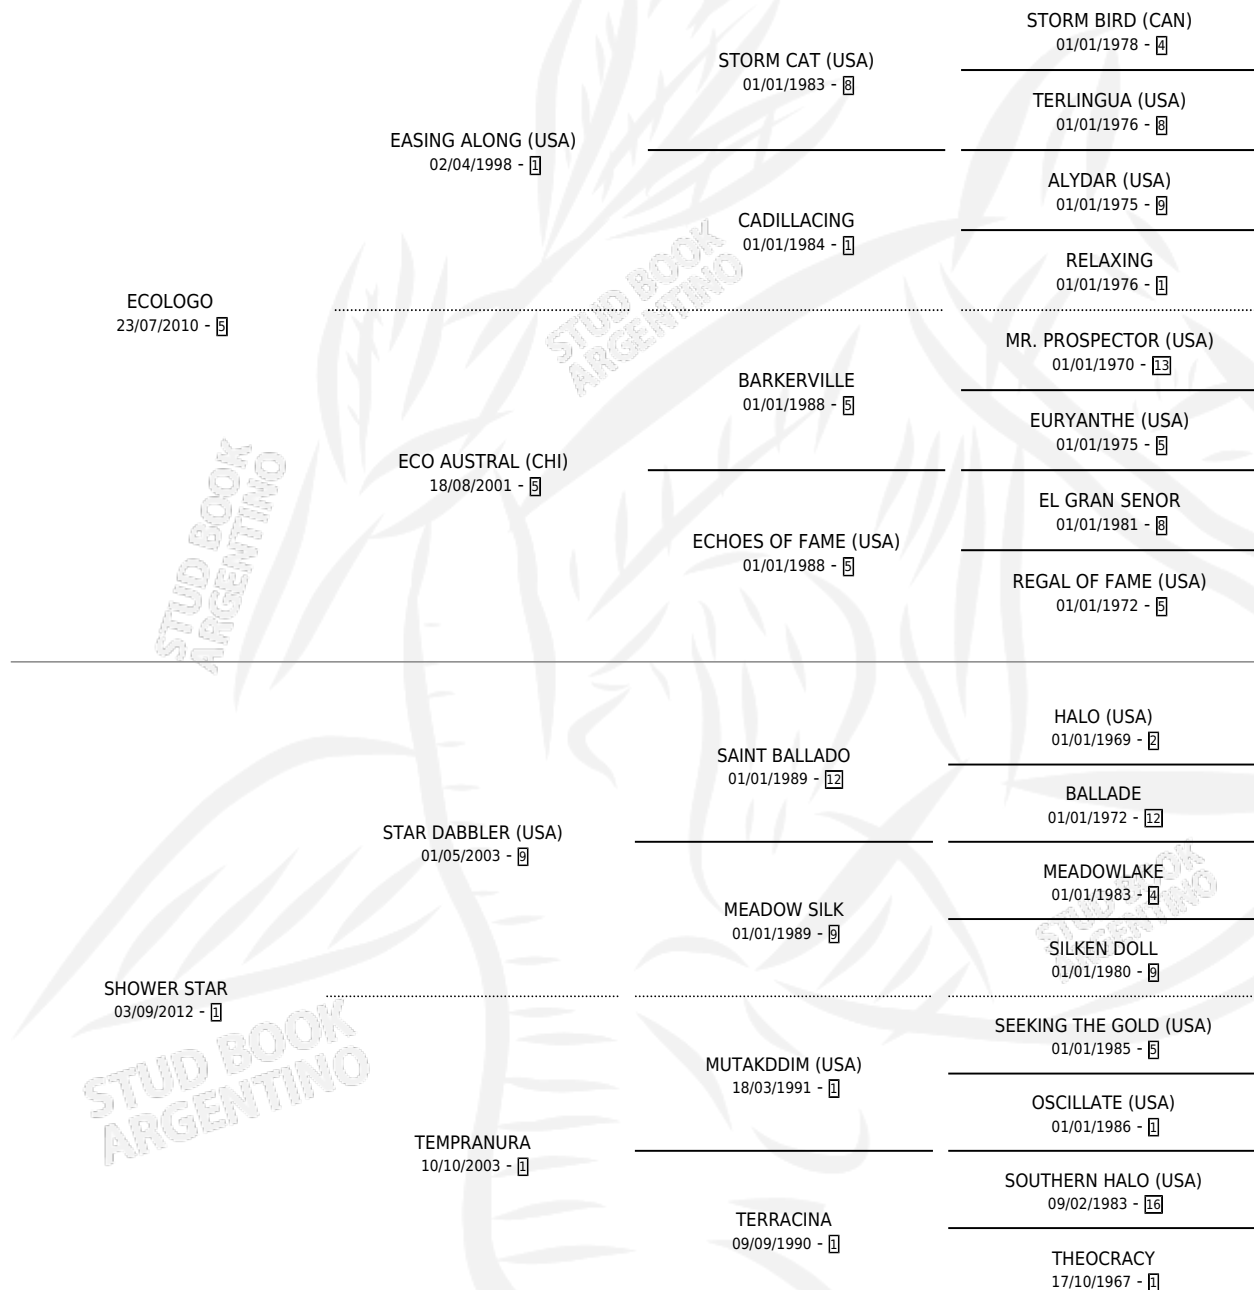 STORM BIRD (CAN)
01/01/1978 - 4
STORM CAT (USA)
01/01/1983 - 8
TERLINGUA (USA)
01/01/1976 - 8
EASING ALONG (USA)
02/04/1998 - 1
ALYDAR (USA)
01/01/1975 - 9
CADILLACING
01/01/1984 - 1
RELAXING
01/01/1976 - 1
ECOLOGO
23/07/2010 - 5
MR. PROSPECTOR (USA)
01/01/1970 - 13
BARKERVILLE
01/01/1988 - 5
EURYANTHE (USA)
01/01/1975 - 5
ECO AUSTRAL (CHI)
18/08/2001 - 5
EL GRAN SENOR
01/01/1981 - 8
ECHOES OF FAME (USA)
01/01/1988 - 5
REGAL OF FAME (USA)
01/01/1972 - 5
HALO (USA)
01/01/1969 - 2
SAINT BALLADO
01/01/1989 - 12
BALLADE
01/01/1972 - 12
STAR DABBLER (USA)
01/05/2003 - 9
MEADOWLAKE
01/01/1983 - 4
MEADOW SILK
01/01/1989 - 9
SILKEN DOLL
01/01/1980 - 9
SHOWER STAR
03/09/2012 - 1
SEEKING THE GOLD (USA)
01/01/1985 - 5
MUTAKDDIM (USA)
18/03/1991 - 1
OSCILLATE (USA)
01/01/1986 - 1
TEMPRANURA
10/10/2003 - 1
SOUTHERN HALO (USA)
09/02/1983 - 16
TERRACINA
09/09/1990 - 1
THEOCRACY
17/10/1967 - 1
STUD BOOK
ARGENTINO
STUD BOOK
ARGENTINO
STUD BOOK
ARGENTINO
STUD BOOK
ARGENTINO